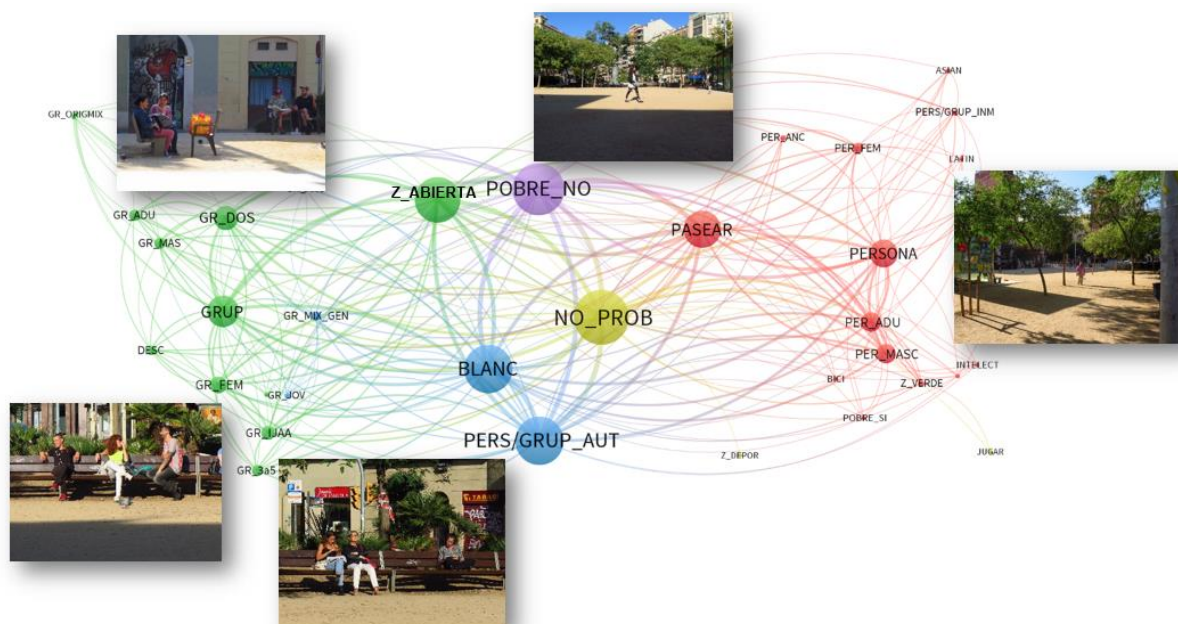 ASIAN
GR_ORIGMIX
PERS/GRUP_INM
PER_ANC
PER_FEM
LATIN
Z_ABIERTA
POBRE_NO
GR_ADU
GR_DOS
PASEAR
GR_MAS
PERSONA
GRUP
GR_MIX_GEN
NO_PROB
PER_ADU
DESC
PER_MASC
BLANC
INTELECT
GR_FEM
BICI
Z_VERDE
GR_JOV
POBRE_SI
GR_IJAA
PERS/GRUP_AUT
Z_DEPOR
JUGAR
GR_3a5